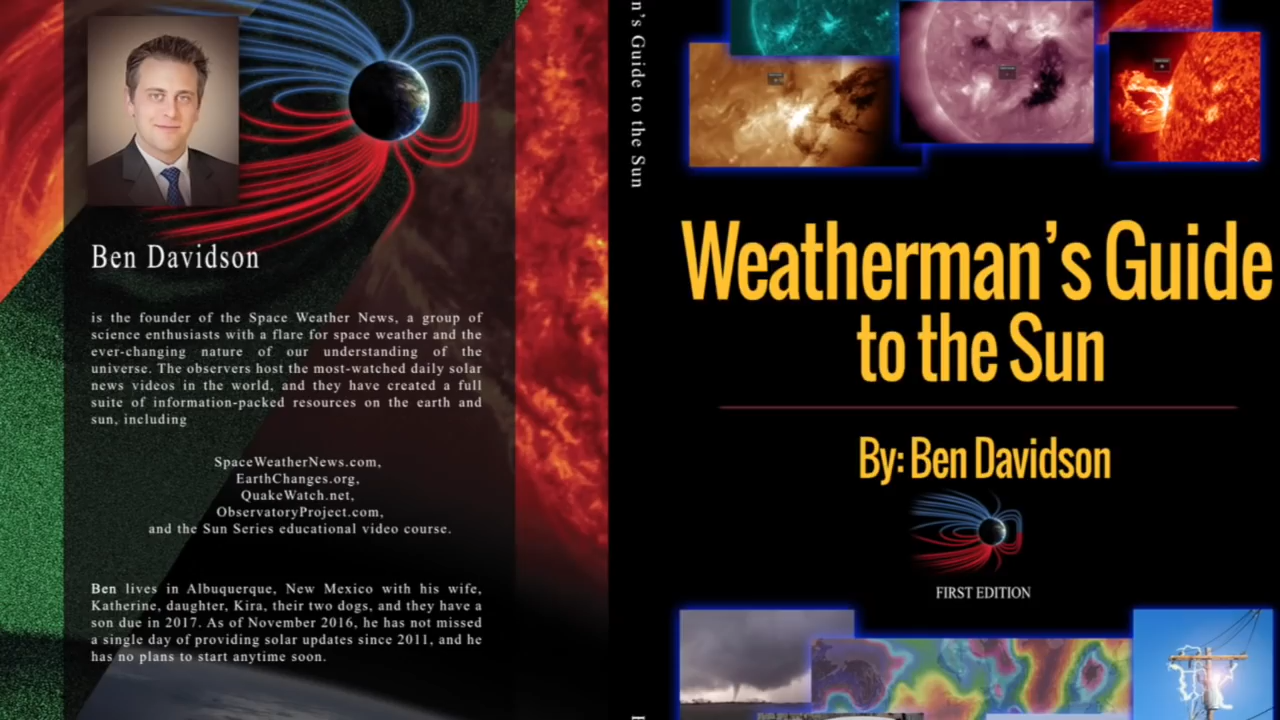 Ben Davidson
is the founder of the Space Weather News, a group of
science enthusiasts with a flare for space weather and the
ever-changing nature of our understanding of the
universe. The observers host the most-watched daily solar
news videos in the world, and they have created a full
suite of information-packed resources on the earth and
sun, including
SpaceWeatherNews.com,
EarthChanges.org,
QuakeWatch.net,
ObservatoryProject.com,
and the Sun Series educational video course.
Ben lives in Albuquerque, New Mexico with his wife,
Katherine, daughter, Kira, their two dogs, and they have a
son due in 2017. As of November 2016, he has not missed
a single day of providing solar updates since 2011, and he
has no plans to start anytime soon.
n's Guide to the Sun
Weatherman's Guide
to the Sun
By: Ben Davidson
FIRST EDITION